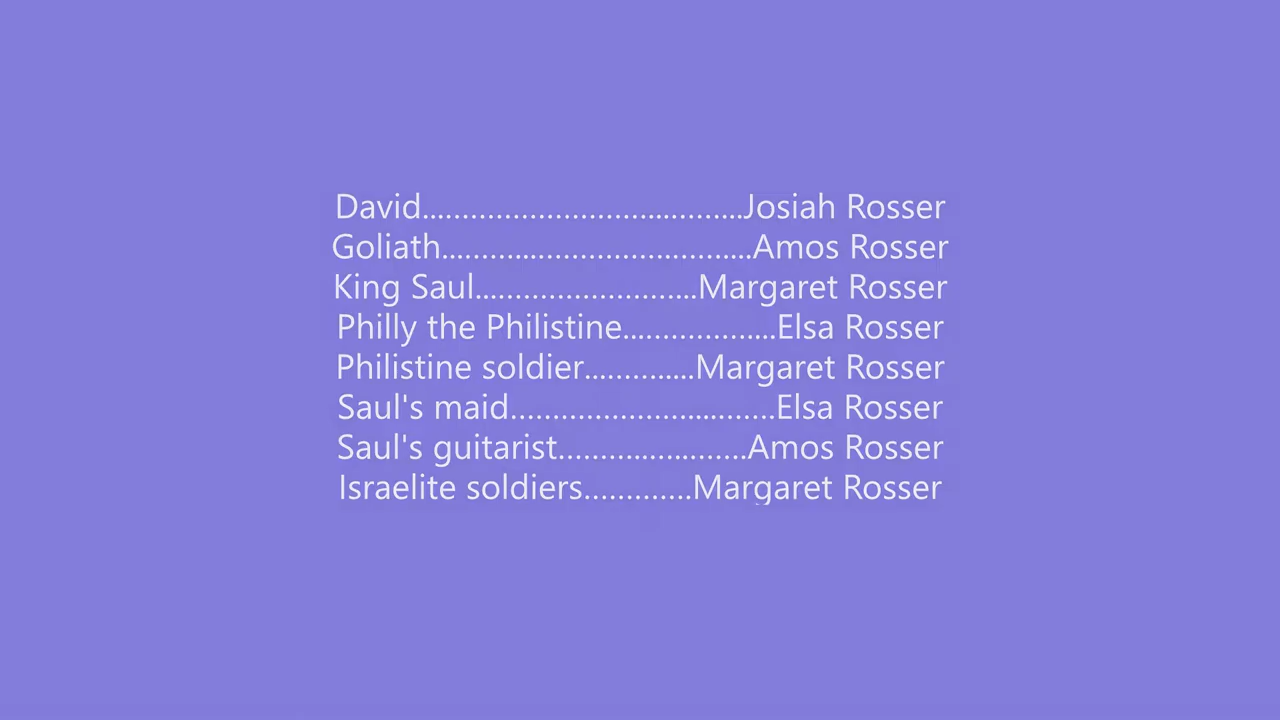 David..............................................Josiah Rosser
Goliath.............................................Amos Rosser
King Saul................................Margaret Rosser
Philly the Philistine......................Elsa Rosser
Philistine soldier................Margaret Rosser
Saul's maid......................................Elsa Rosser
Saul's guitarist...........................Amos Rosser
Israelite soldiers................Margaret Rosser